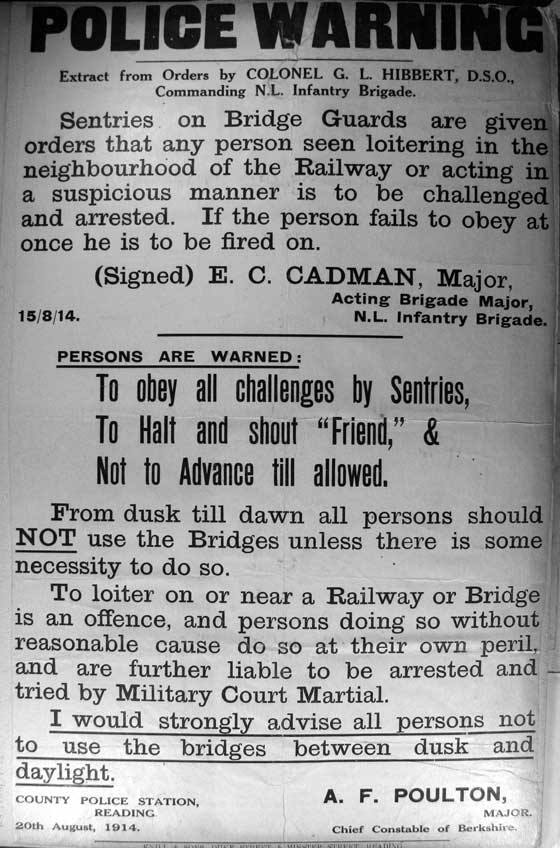 POLICE WARNING
Extract from Orders by COLONEL G. L. HIBBERT, D.S.O.,
Commanding N.L. Infantry Brigade.
Sentries on Bridge Guards are given
orders that any person seen loitering in the
neighbourhood of the Railway or acting in
a suspicious manner is to be challenged
and arrested. If the person fails to obey at
once he is to be fired on.
(Signed) E. C. CADMAN, Major,
Acting Brigade Major,
15/8/14. N.L. Infantry Brigade.
PERSONS ARE WARNED:
To obey all challenges by Sentries,
To Halt and shout "Friend," &
Not to Advance till allowed.
From dusk till dawn all persons should
NOT use the Bridges unless there is some
necessity to do so.
To loiter on or near a Railway or Bridge
is an offence, and persons doing so without
reasonable cause do so at their own peril,
and are further liable to be arrested and
tried by Military Court Martial.
I would strongly advise all persons not
to use the bridges between dusk and
daylight.
COUNTY POLICE STATION,
READING
20th August, 1914.
A. F. POULTON,
MAJOR.
Chief Constable of Berkshire.